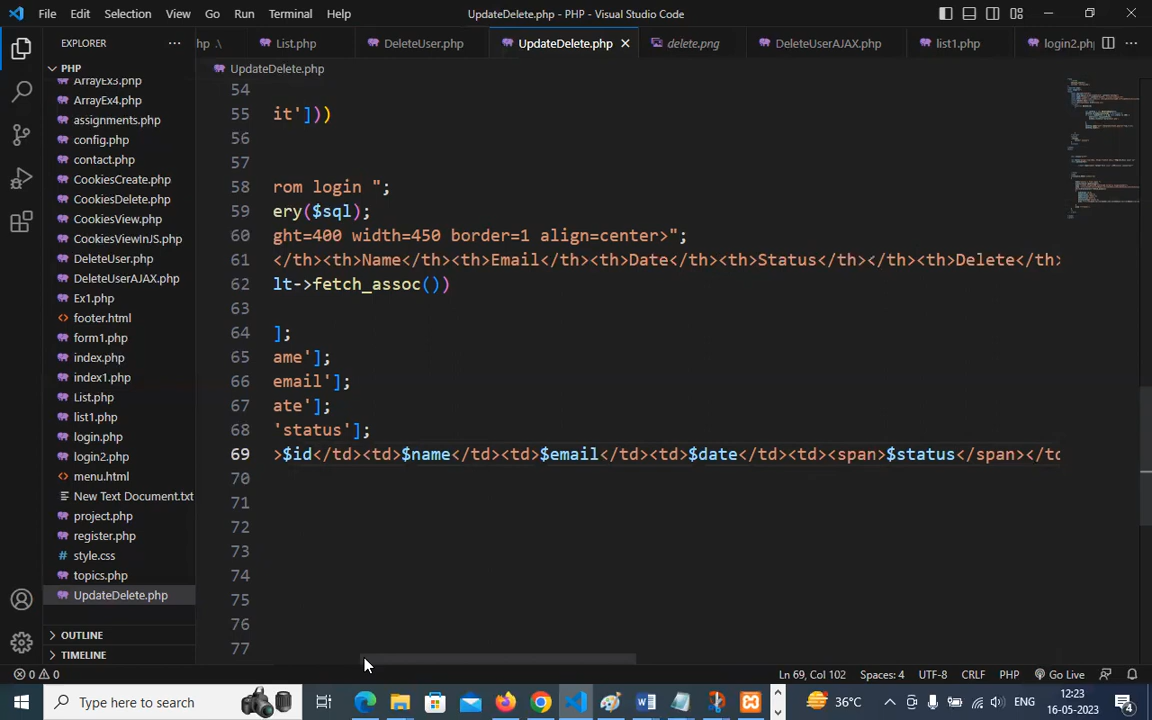 File Edit Selection View Go Run Terminal Help
UpdateDelete.php - PHP - Visual Studio Code
EXPLORER
hp .\ List.php DeleteUser.php UpdateDelete.php delete.png DeleteUserAJAX.php list1.php login2.php
PHP
UpdateDelete.php
ArrayEx3.php
ArrayEx4.php
assignments.php
config.php
contact.php
CookiesCreate.php
CookiesDelete.php
CookiesView.php
CookiesViewInJS.php
DeleteUser.php
DeleteUserAJAX.php
Ex1.php
footer.html
form1.php
index.php
index1.php
List.php
list1.php
login.php
login2.php
menu.html
New Text Document.txt
project.php
register.php
style.css
topics.php
UpdateDelete.php
OUTLINE
TIMELINE
54
55 it']))
56
57
58 rom login ";
59 ery($sql);
60 ght=400 width=450 border=1 align=center>";
61 </th><th>Name</th><th>Email</th><th>Date</th><th>Status</th></th><th>Delete</th>
62 lt->fetch_assoc())
63
64 ];
65 ame'];
66 email'];
67 ate'];
68 'status'];
69 >$id</td><td>$name</td><td>$email</td><td>$date</td><td><span>$status</span></td
70
71
72
73
74
75
76
77
0 0 Ln 69, Col 102 Spaces: 4 UTF-8 CRLF PHP Go Live
Type here to search
36°C ENG 12:23
16-05-2023 4